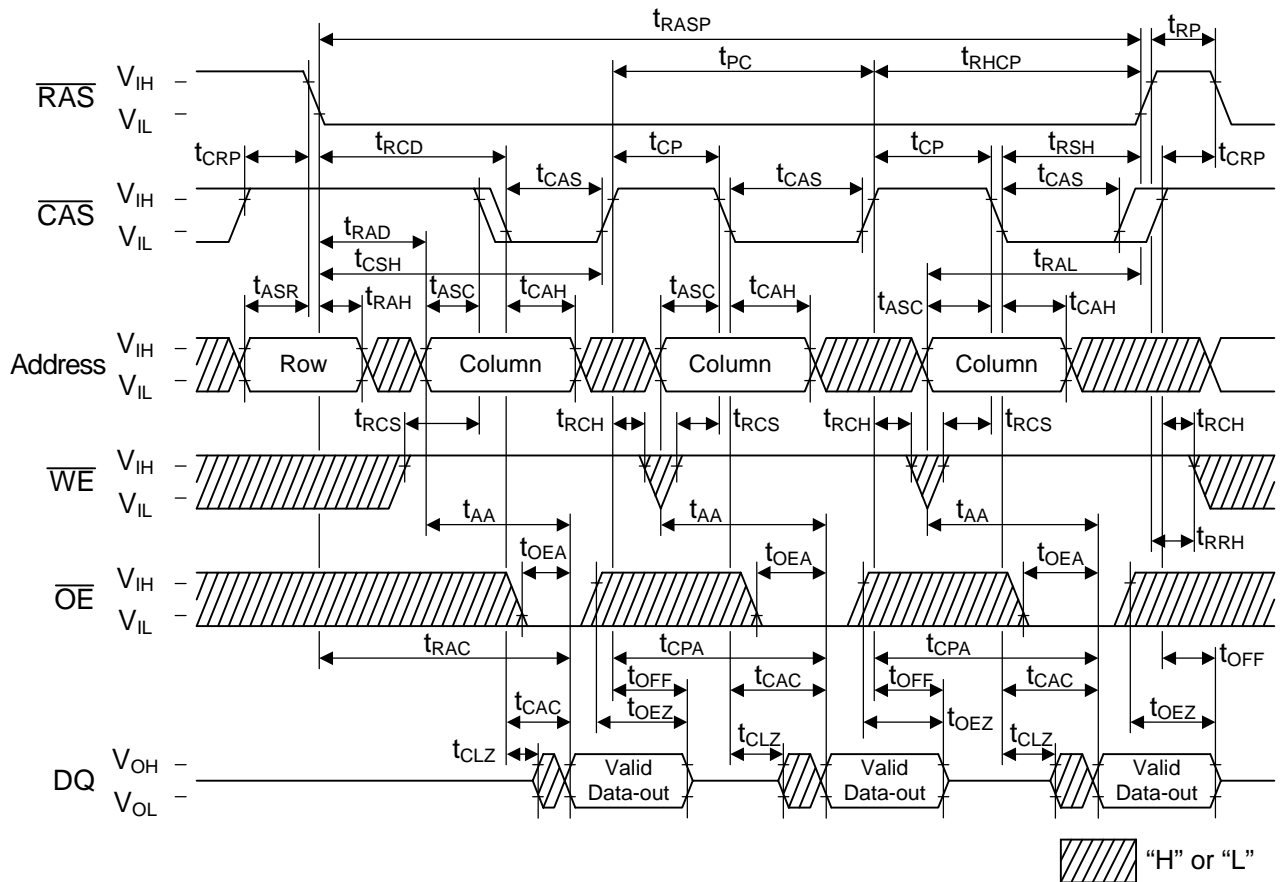 tRASP
tRP
tPC
tRHCP
RAS
VIH
VIL
tCRP
tRCD
tCP
tCP
tRSH
tCRP
tCAS
tCAS
tCAS
CAS
VIH
VIL
tRAD
tCSH
tRAL
tASR
tRAH
tASC
tCAH
tASC
tCAH
tASC
tCAH
Address
VIH
VIL
Row
Column
Column
Column
tRCS
tRCH
tRCS
tRCH
tRCS
tRCH
WE
VIH
VIL
tAA
tAA
tAA
tRRH
tOEA
tOEA
tOEA
OE
VIH
VIL
tRAC
tCPA
tCPA
tOFF
tCAC
tOFF
tCAC
tOFF
tCAC
tOEZ
tOEZ
tOEZ
tCLZ
tCLZ
tCLZ
DQ
VOH
VOL
Valid
Data-out
Valid
Data-out
Valid
Data-out
“H” or “L”